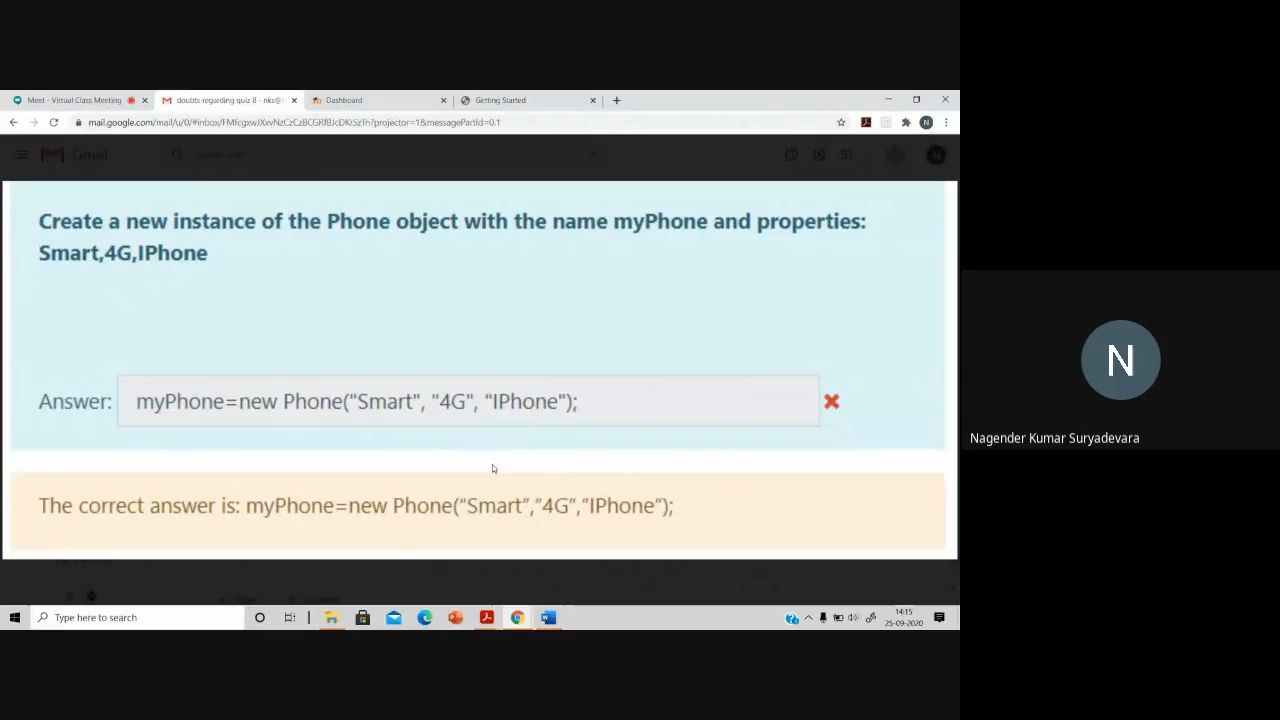 Meet - Virtual Class Meeting
doubts regarding quiz 8 - nks@
Dashboard
Getting Started
mail.google.com/mail/u/0/#inbox/FMfcgxwJXxvNzCzCzBCGRfBJcDKrSzTn?projector=1&messagePartId=0.1
N
Gmail
Create a new instance of the Phone object with the name myPhone and properties:
Smart,4G,IPhone
Answer: myPhone=new Phone("Smart", "4G", "IPhone");
The correct answer is: myPhone=new Phone(“Smart”,“4G”,”IPhone”);
N
Nagender Kumar Suryadevara
Type here to search
14:15
25-09-2020